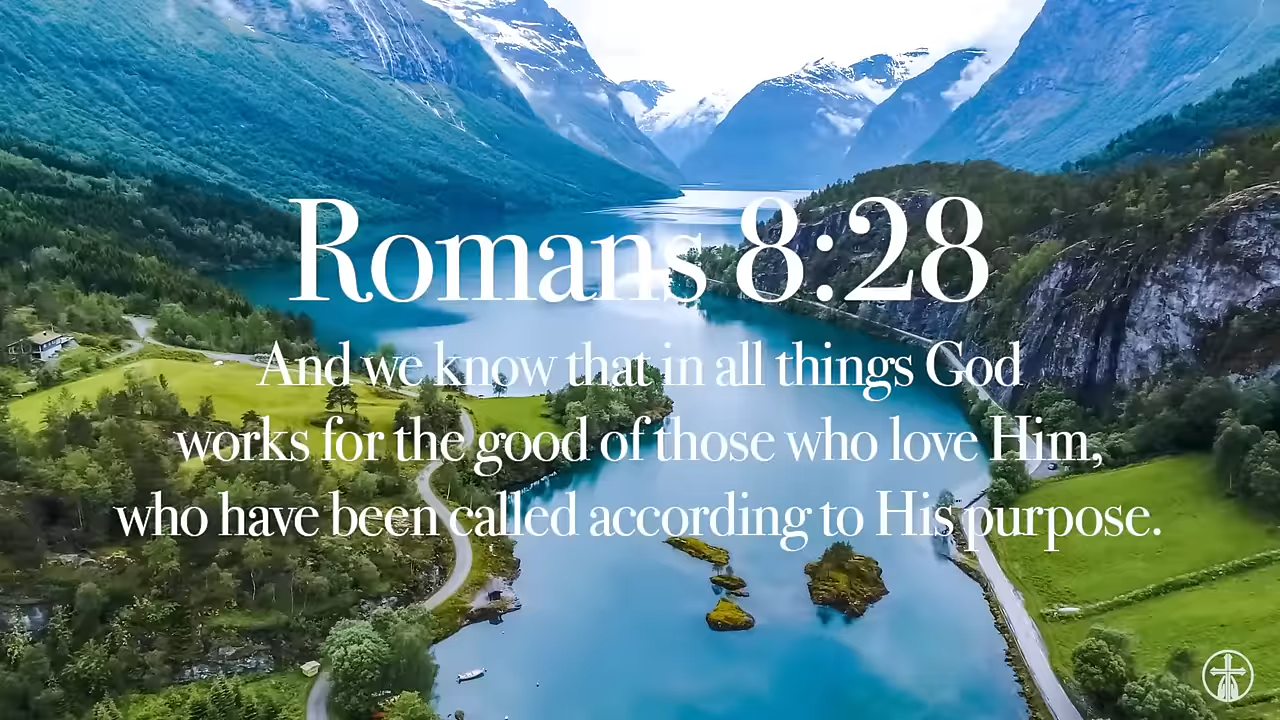 Romans 8:28
And we know that in all things God
works for the good of those who love Him,
who have been called according to His purpose.